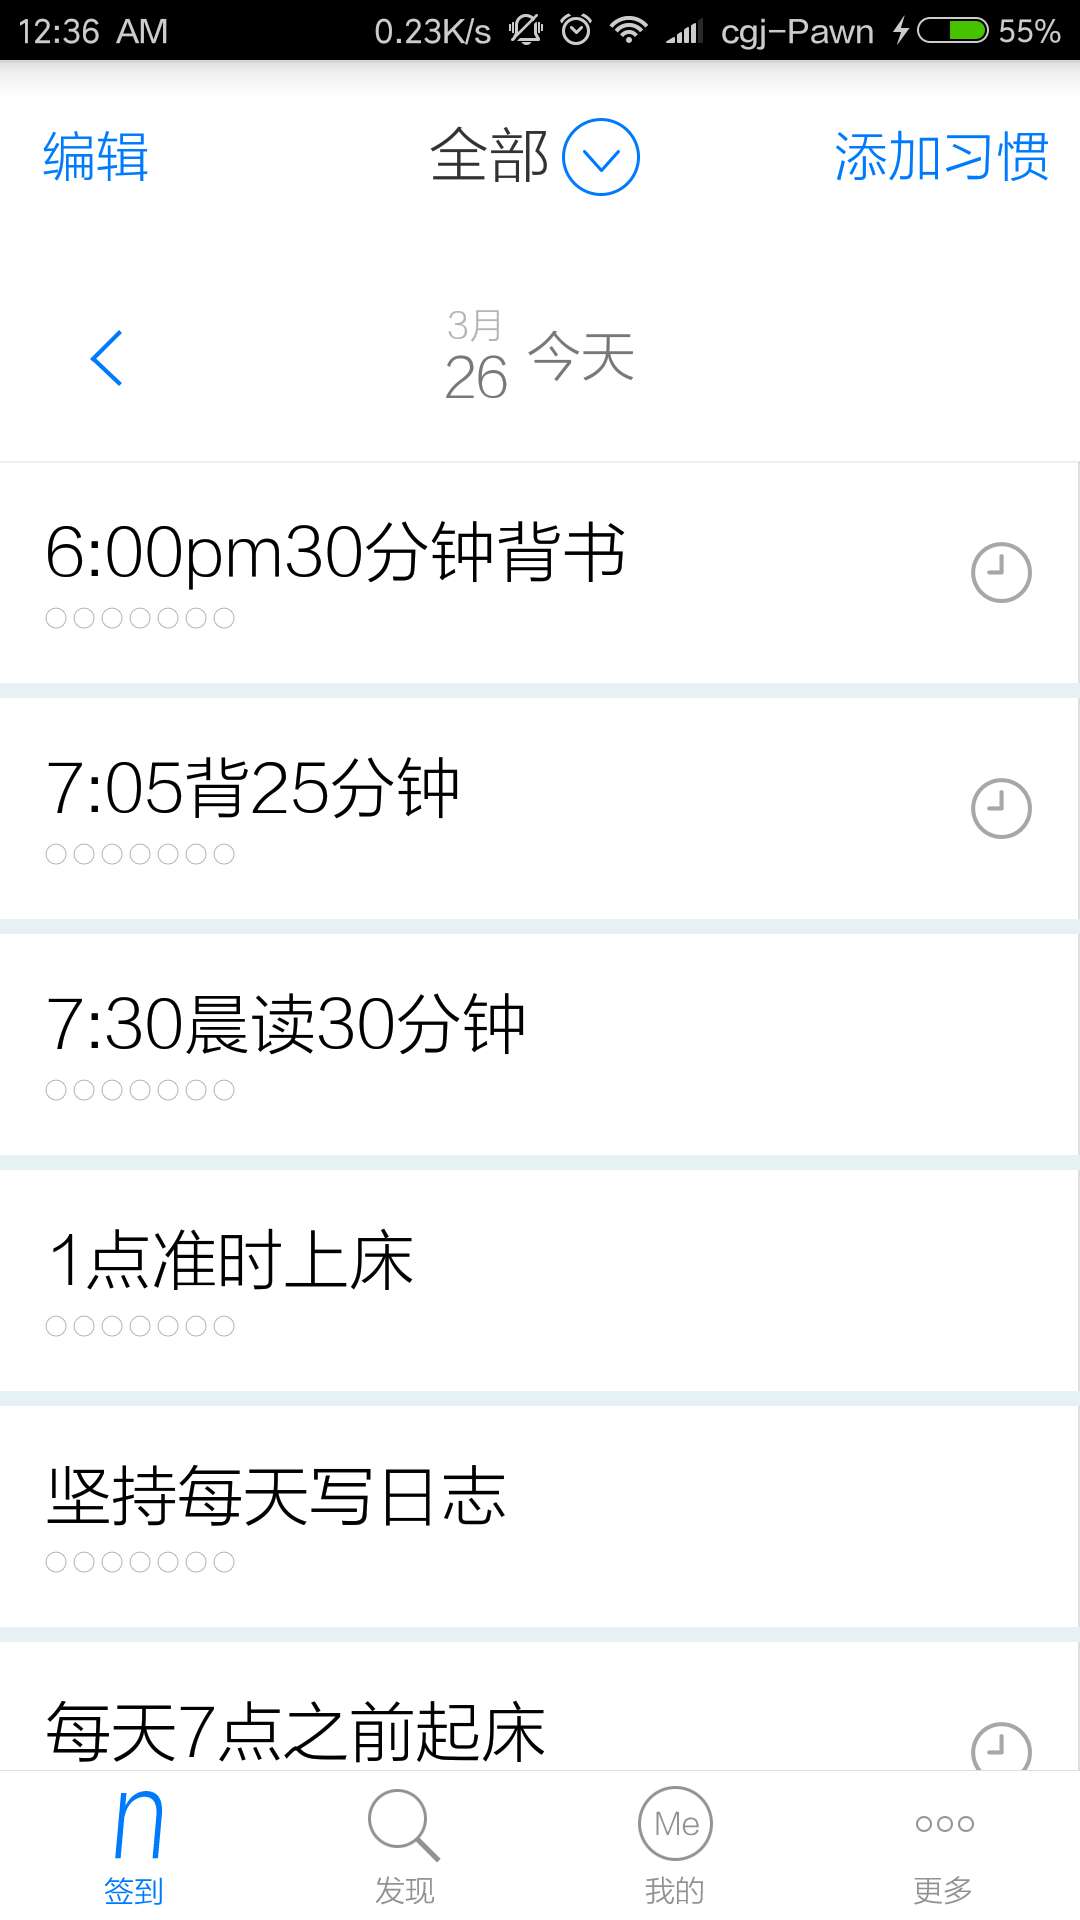 12:36 AM 0.23K/s cgj-Pawn 55%
编辑 全部 添加习惯
3月
26 今天
6:00pm30分钟背书
7:05背25分钟
7:30晨读30分钟
1点准时上床
坚持每天写日志
每天7点之前起床
n Me
签到 发现 我的 更多